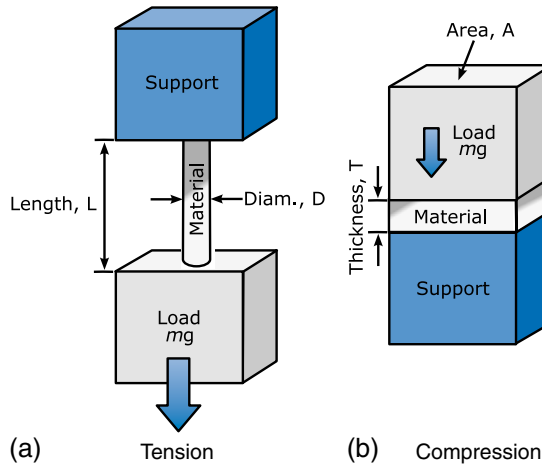 Support
Length, L
Material
Diam., D
Load
mg
(a)
Tension
Area, A
Load
mg
Thickness, T
Material
Support
(b)
Compression